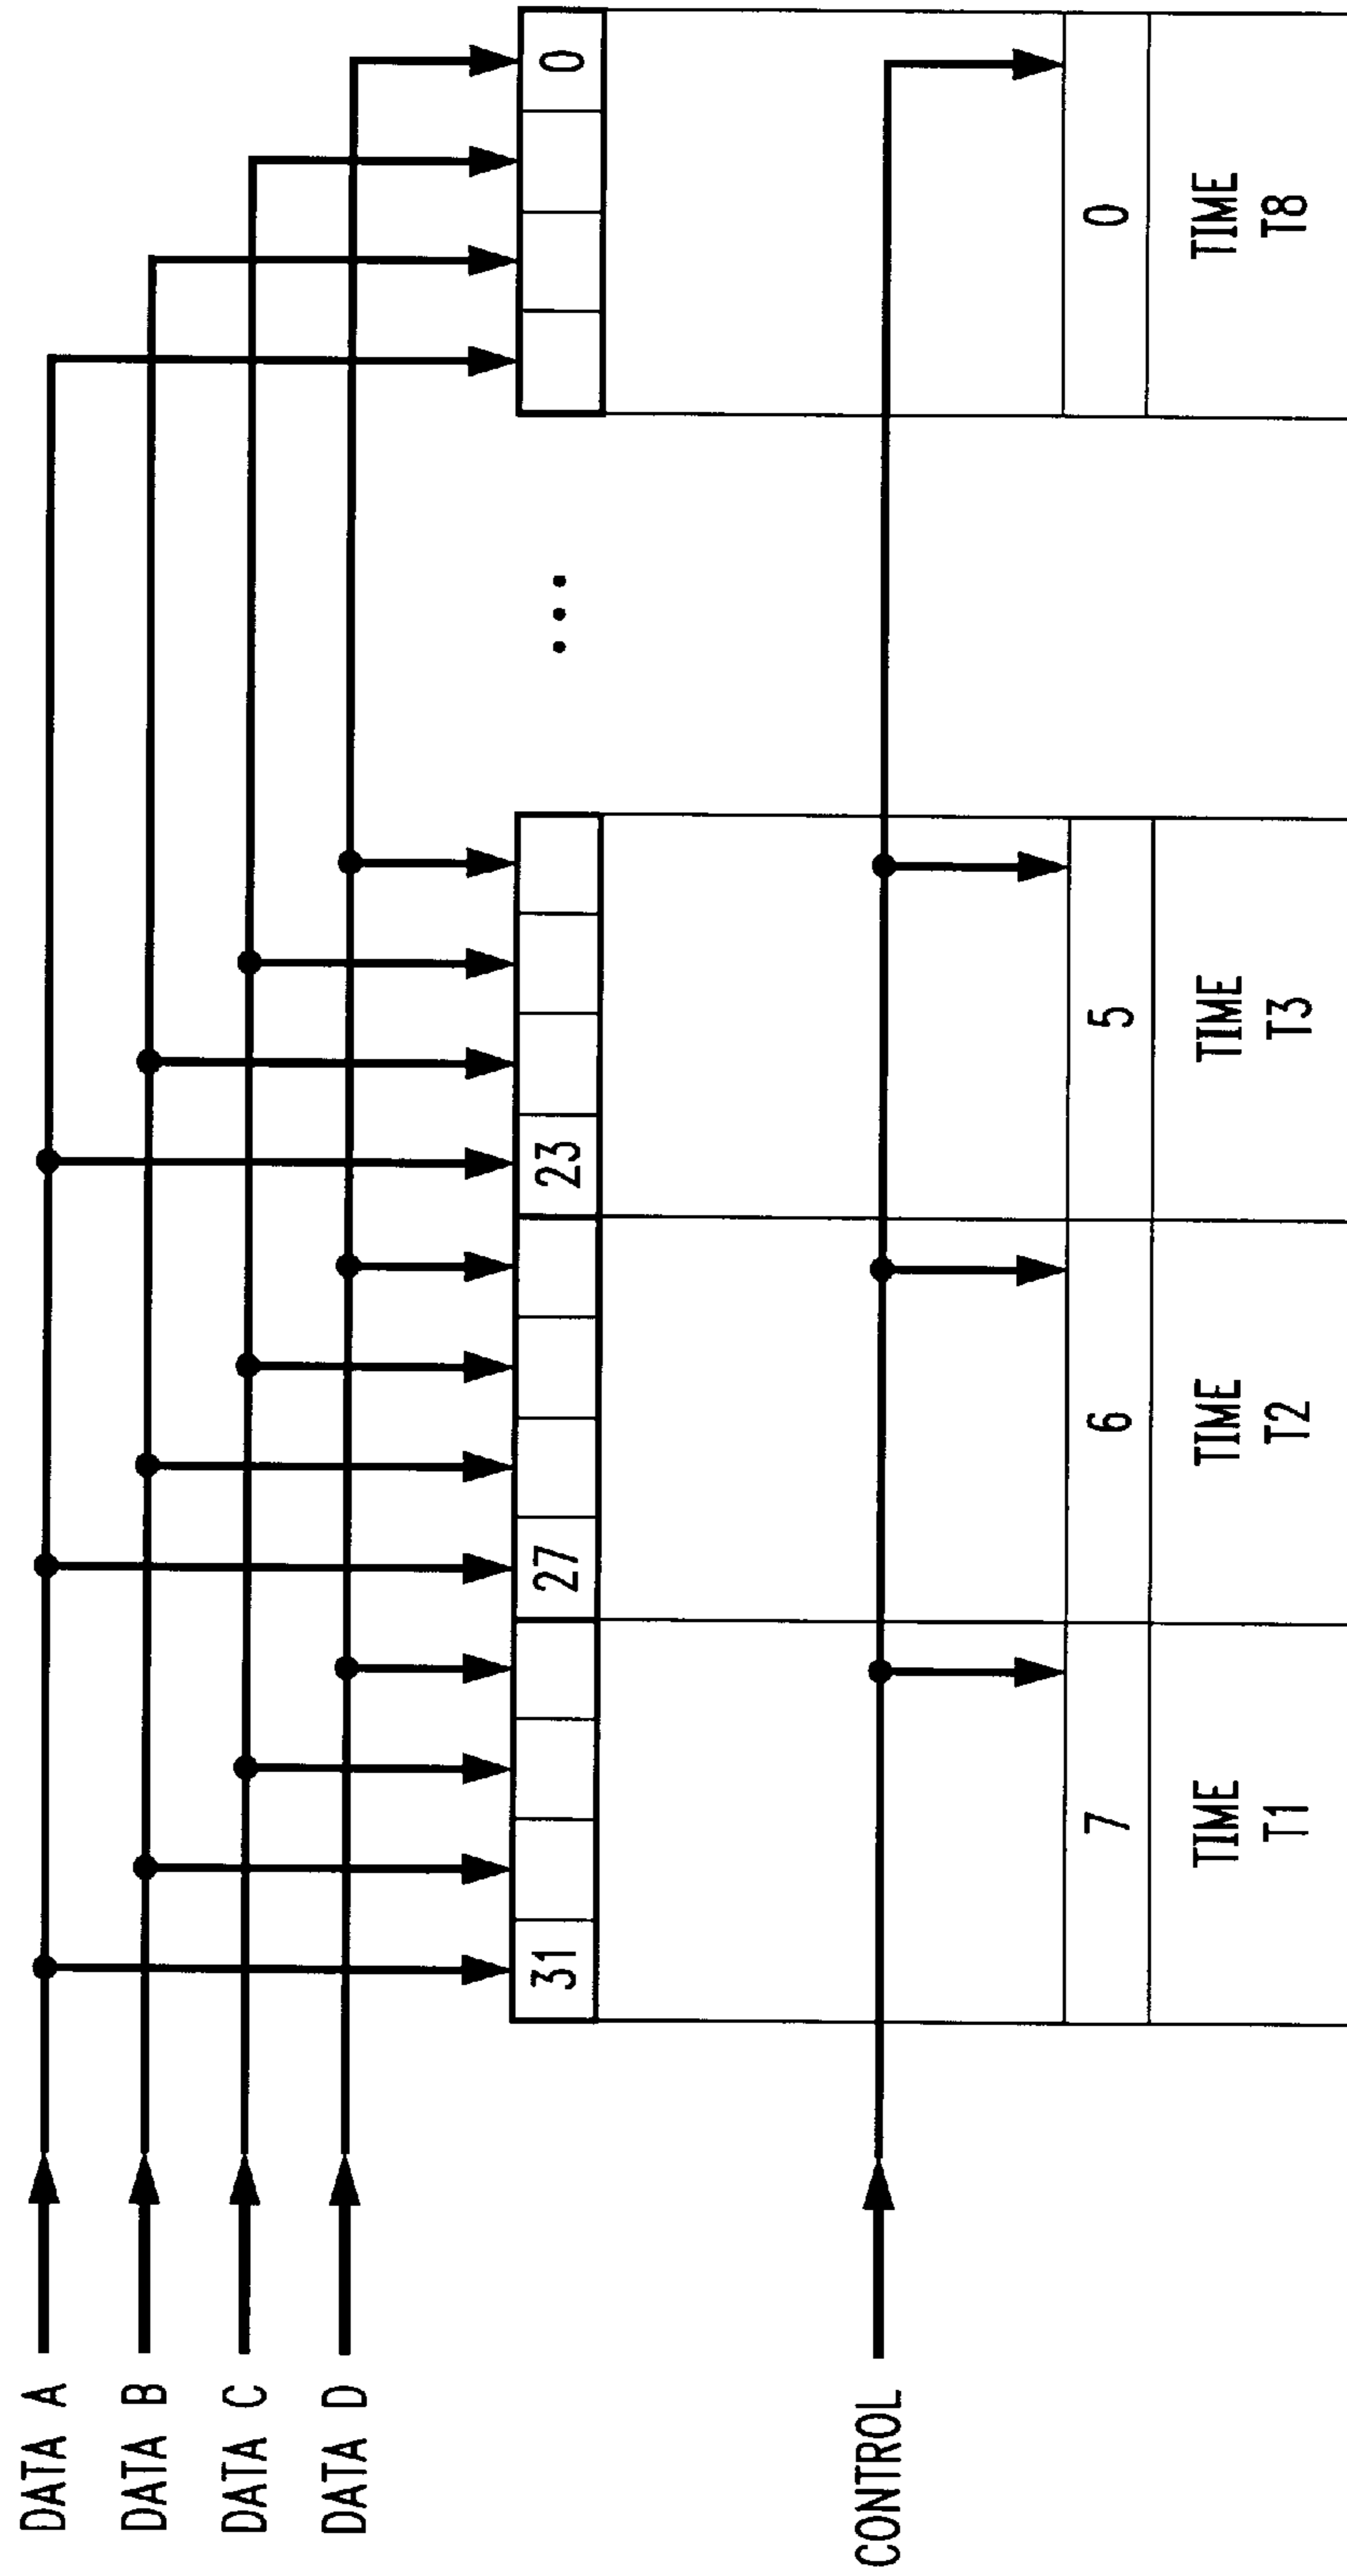 DATA A
DATA B
DATA C
DATA D
31
27
23
0
CONTROL
7
6
5
0
TIME
T1
TIME
T2
TIME
T3
TIME
T8